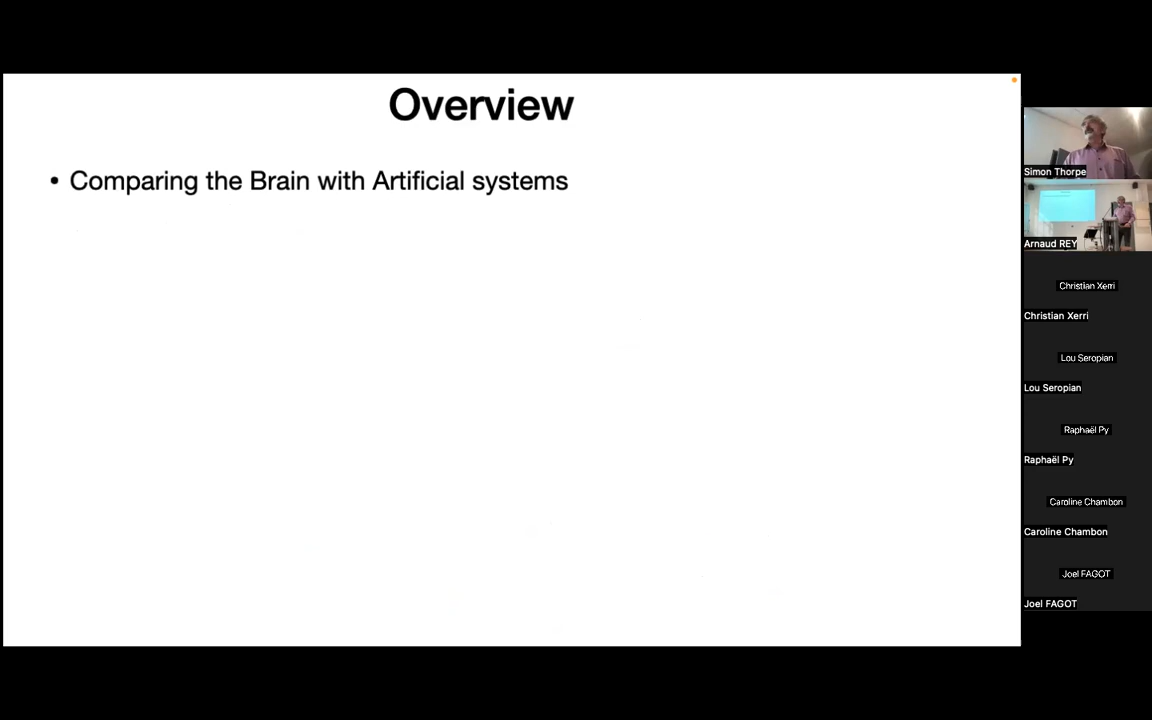 Overview
• Comparing the Brain with Artificial systems
Simon Thorpe
Arnaud REY
Christian Xerri
Christian Xerri
Lou Seropian
Lou Seropian
Raphaël Py
Raphaël Py
Caroline Chambon
Caroline Chambon
Joel FAGOT
Joel FAGOT